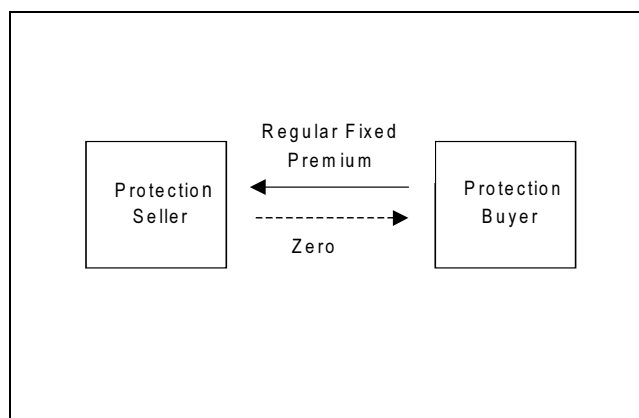 Regular Fixed
Premium
Protection
Seller
Protection
Buyer
Zero